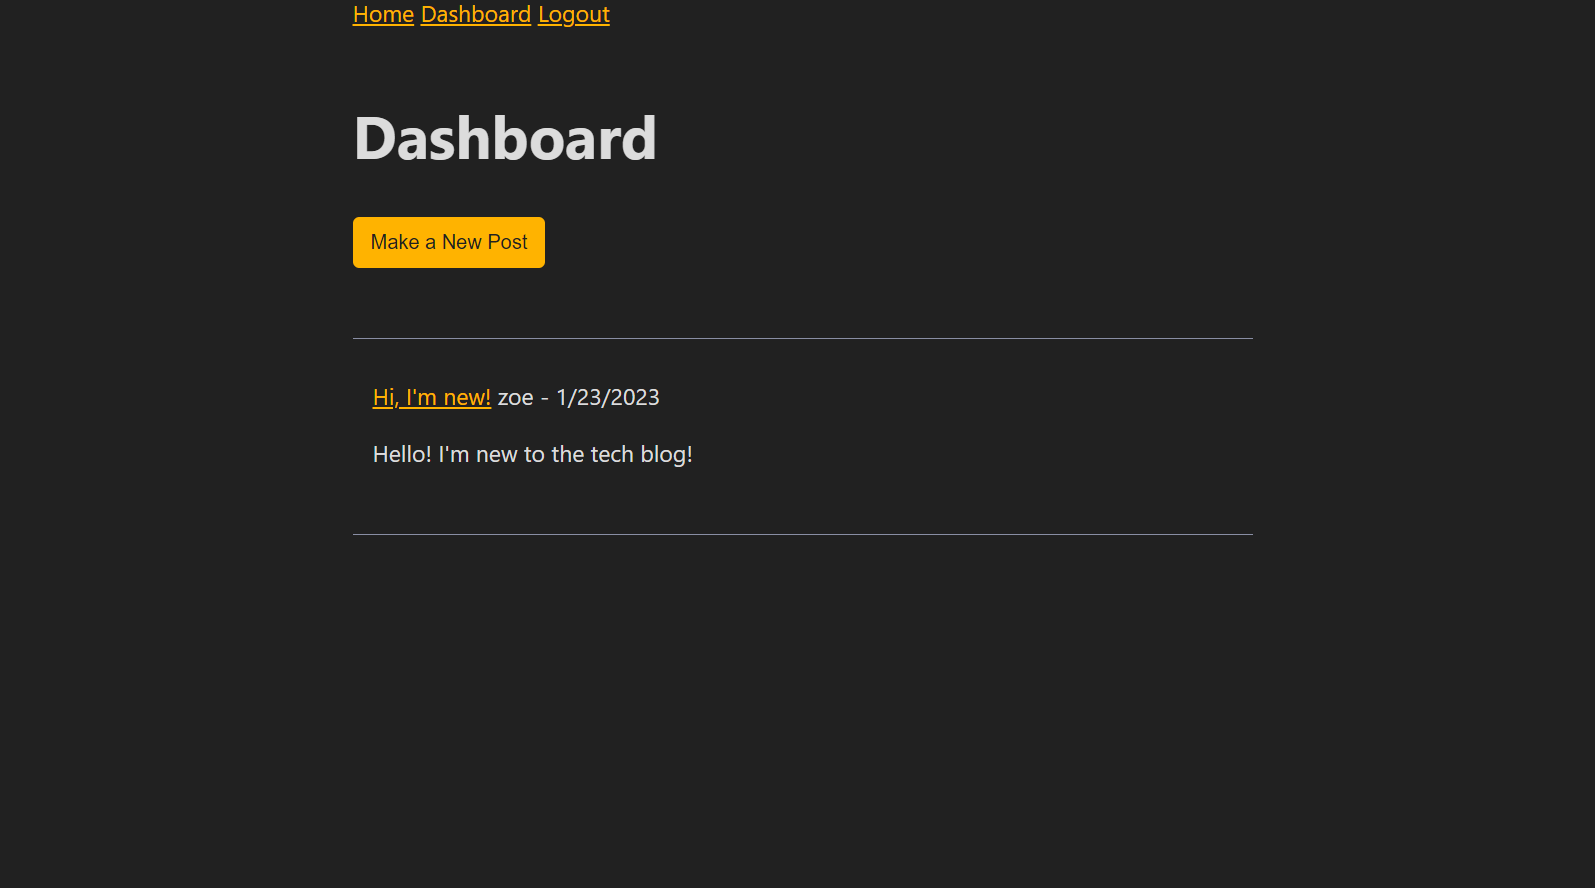 Home Dashboard Logout
Dashboard
Make a New Post
Hi, I'm new! zoe - 1/23/2023
Hello! I'm new to the tech blog!